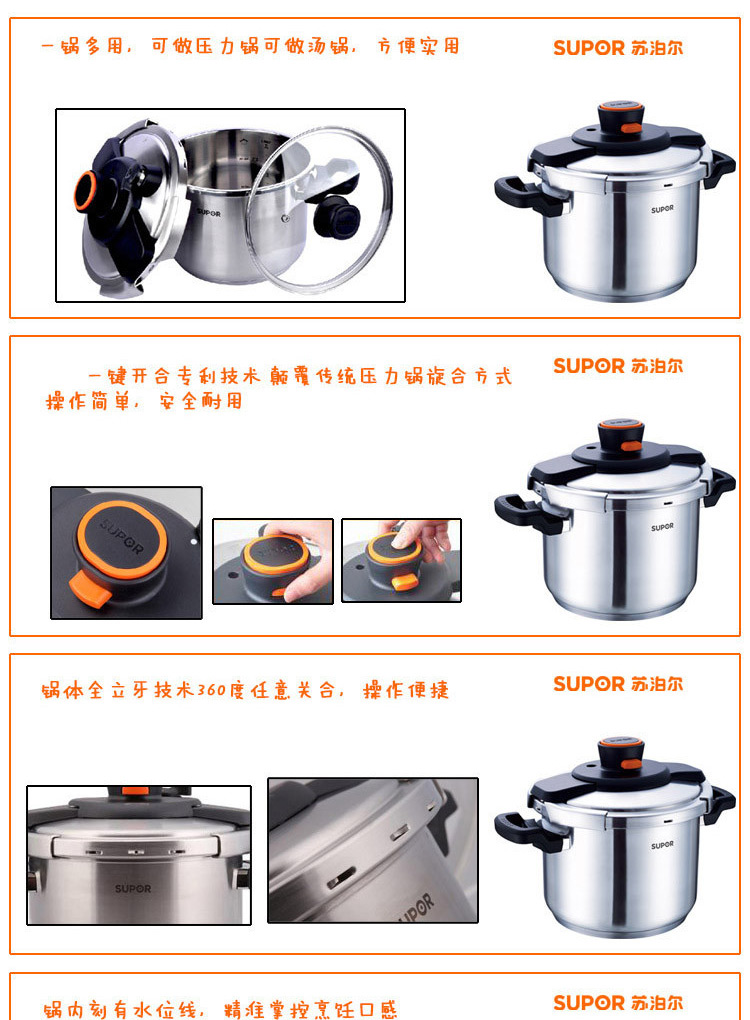 一锅多用, 可做压力锅可做汤锅, 方便实用
SUPOR 苏泊尔
SUPOR
SUPOR
一键开合专利技术 颠覆传统压力锅旋合方式
操作简单, 安全耐用
SUPOR 苏泊尔
SUPOR
SUPOR
锅体全立牙技术360度任意关合, 操作便捷
SUPOR 苏泊尔
SUPOR
SUPOR
SUPOR
锅内刻有水位线, 精准掌控烹饪口感
SUPOR 苏泊尔